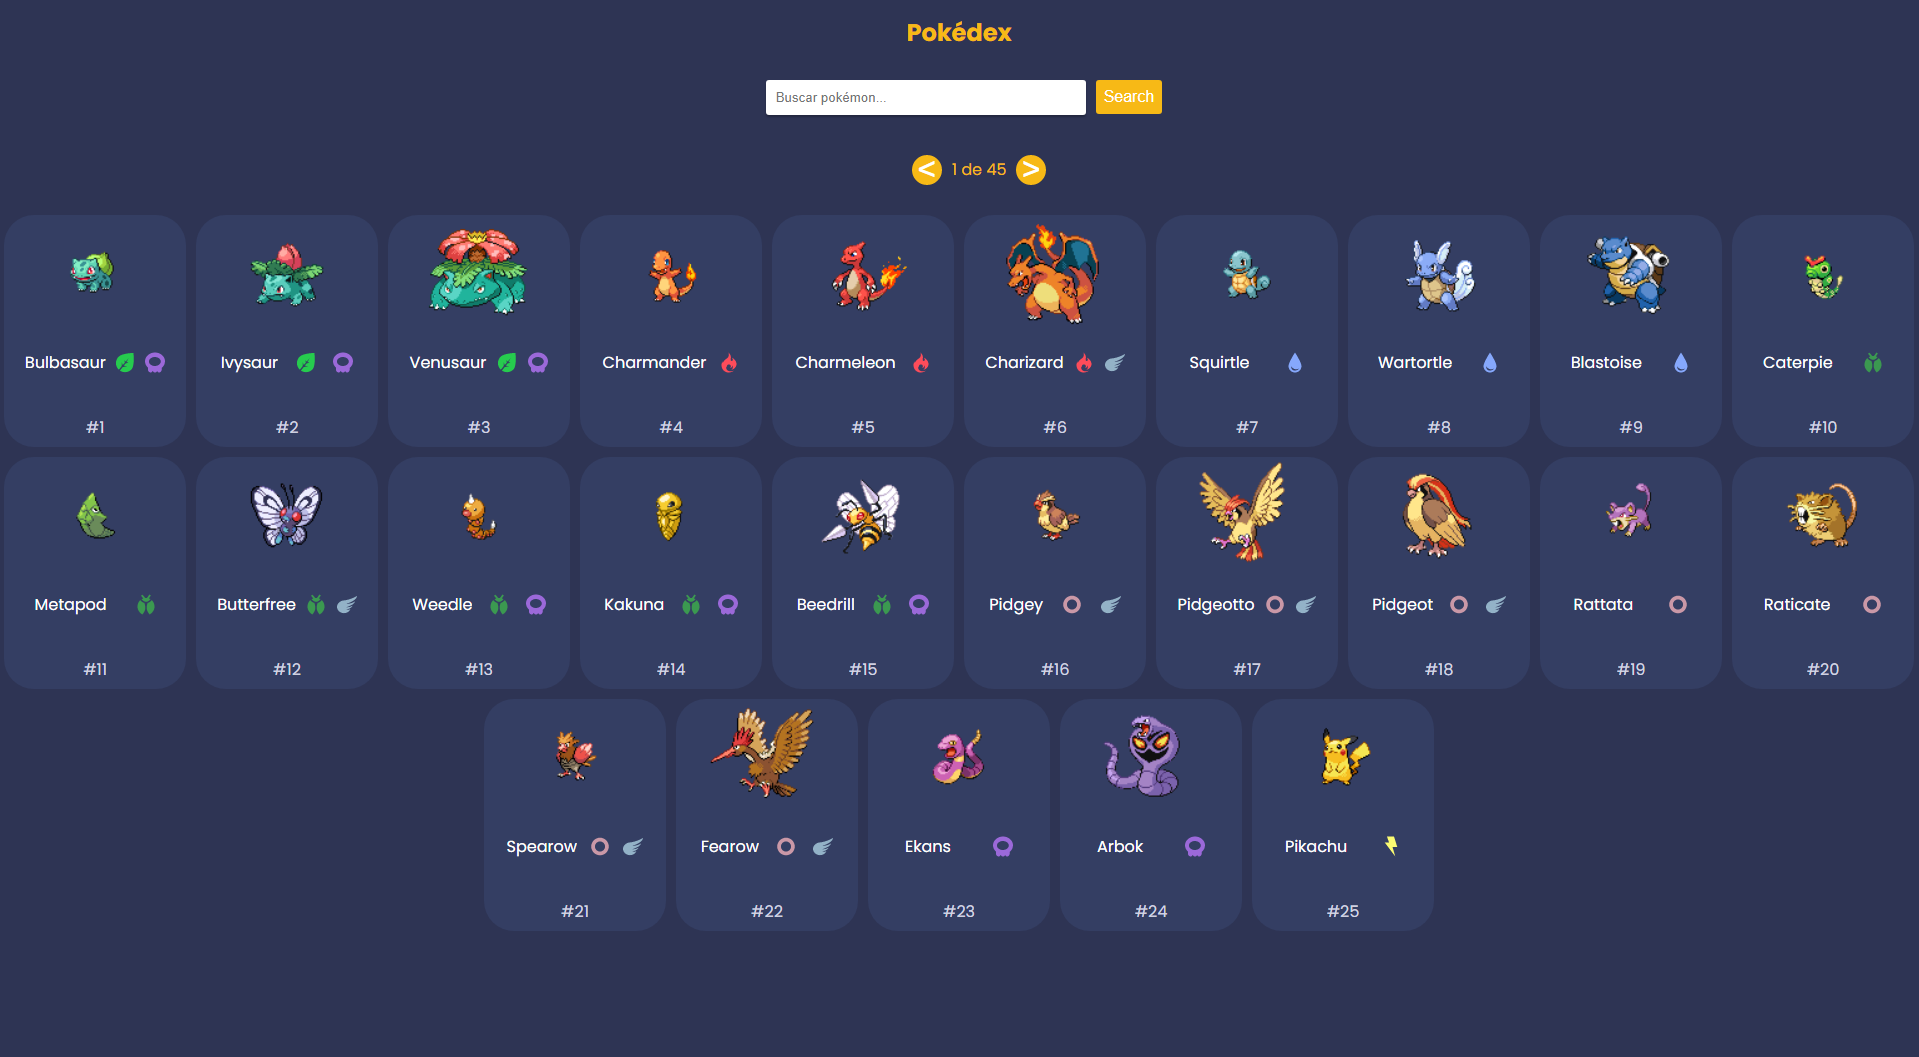 Pokédex
Buscar pokémon... Search
< 1 de 45 >
Bulbasaur Ivysaur Venusaur Charmander Charmeleon Charizard Squirtle Wartortle Blastoise Caterpie
#1 #2 #3 #4 #5 #6 #7 #8 #9 #10
Metapod Butterfree Weedle Kakuna Beedrill Pidgey Pidgeotto Pidgeot Rattata Raticate
#11 #12 #13 #14 #15 #16 #17 #18 #19 #20
Spearow Fearow Ekans Arbok Pikachu
#21 #22 #23 #24 #25